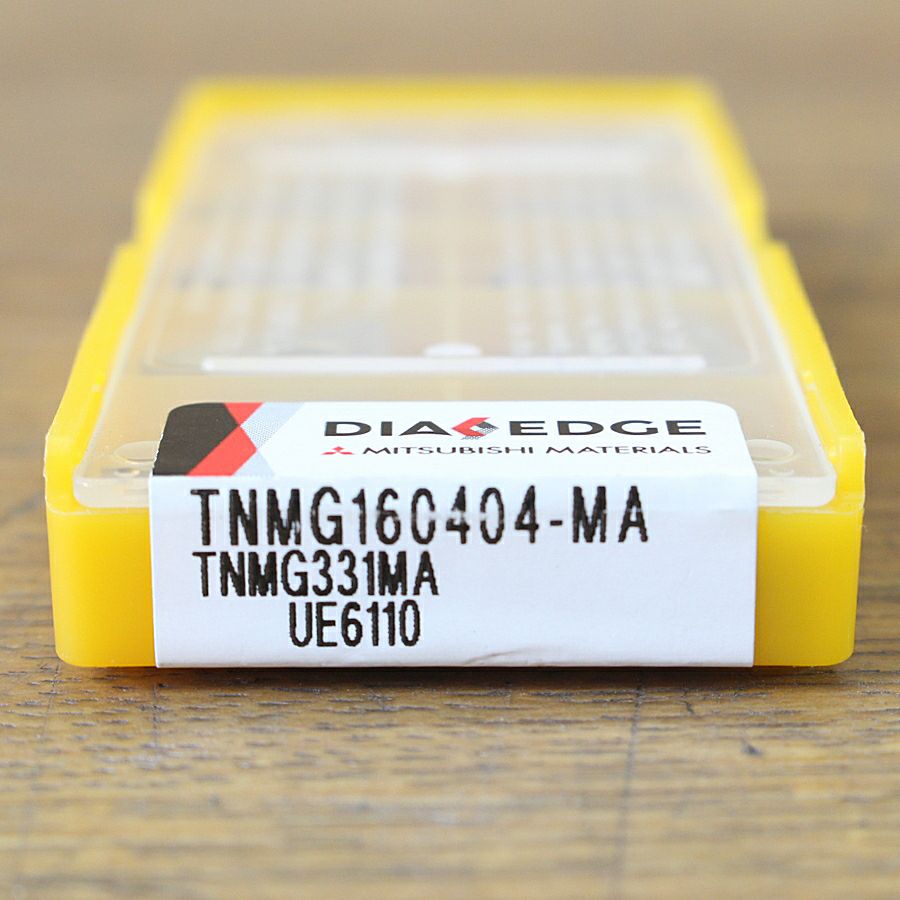 DIAEDGE
MITSUBISHI MATERIALS
TNMG160404-MA
TNMG331MA
UE6110